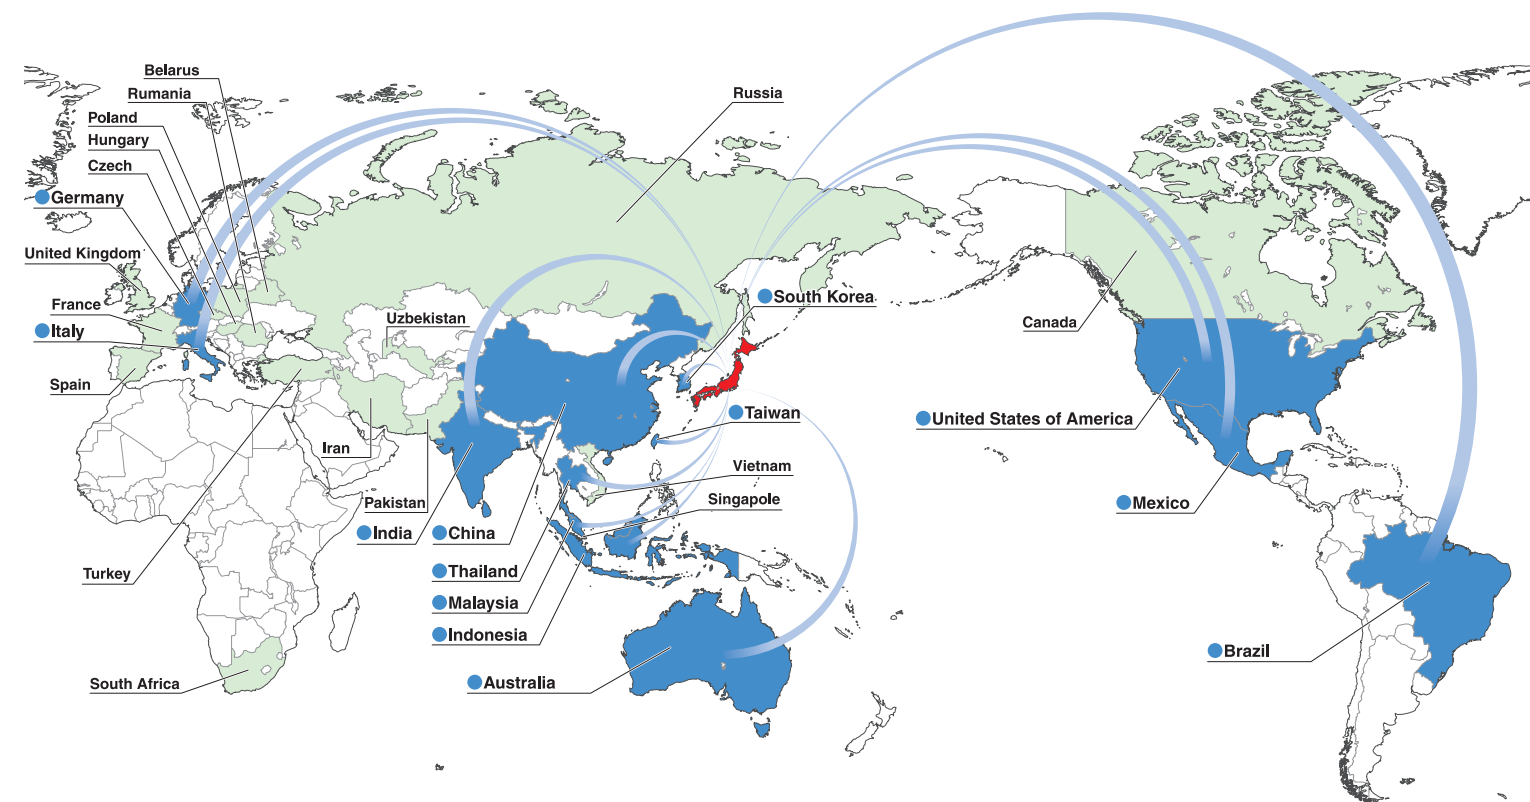 Belarus
Rumania
Poland
Hungary
Czech
Germany
United Kingdom
France
Italy
Spain
Russia
South Korea
Uzbekistan
Canada
Taiwan
United States of America
Iran
Vietnam
Pakistan
Singapole
Mexico
India
China
Turkey
Thailand
Malaysia
Indonesia
Brazil
South Africa
Australia